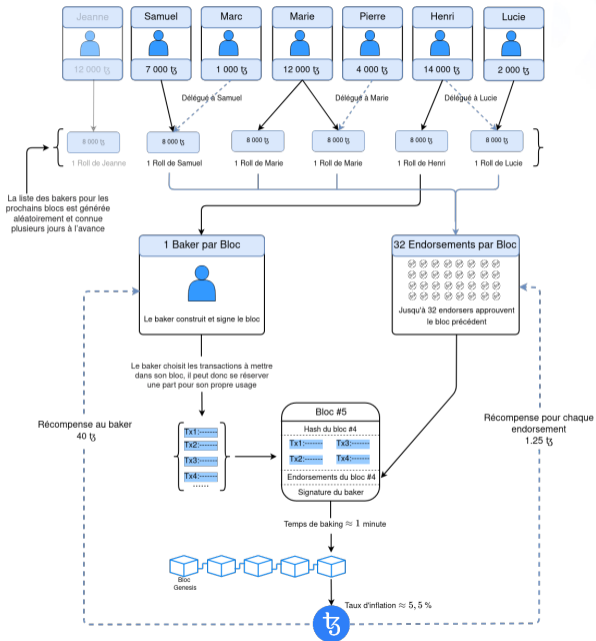 Jeanne
Samuel
Marc
Marie
Pierre
Henri
Lucie
12 000 ꜩ
7 000 ꜩ
1 000 ꜩ
12 000 ꜩ
4 000 ꜩ
14 000 ꜩ
2 000 ꜩ
Délégué à Samuel
Délégué à Marie
Délégué à Lucie
8 000 ꜩ
8 000 ꜩ
8 000 ꜩ
8 000 ꜩ
8 000 ꜩ
8 000 ꜩ
1 Roll de Jeanne
1 Roll de Samuel
1 Roll de Marie
1 Roll de Marie
1 Roll de Henri
1 Roll de Lucie
La liste des bakers pour les
prochains blocs est générée
aléatoirement et connue
plusieurs jours à l'avance
1 Baker par Bloc
Le baker construit et signe le bloc
32 Endorsements par Bloc
Jusqu'à 32 endorsers approuvent
le bloc précédent
Le baker choisit les transactions à mettre
dans son bloc, il peut donc se réserver
une part pour son propre usage
Récompense au baker
40 ꜩ
Tx1:-------
Tx2:-------
Tx3:-------
Tx4:-------
......
Bloc #5
Hash du bloc #4
Tx1:-------
Tx3:-------
Tx2:-------
Tx4:-------
Endorsements du bloc #4
Signature du baker
Récompense pour chaque
endorsement
1.25 ꜩ
Temps de baking ≈ 1 minute
Bloc
Genesis
Taux d'inflation ≈ 5,5 %
ꜩ